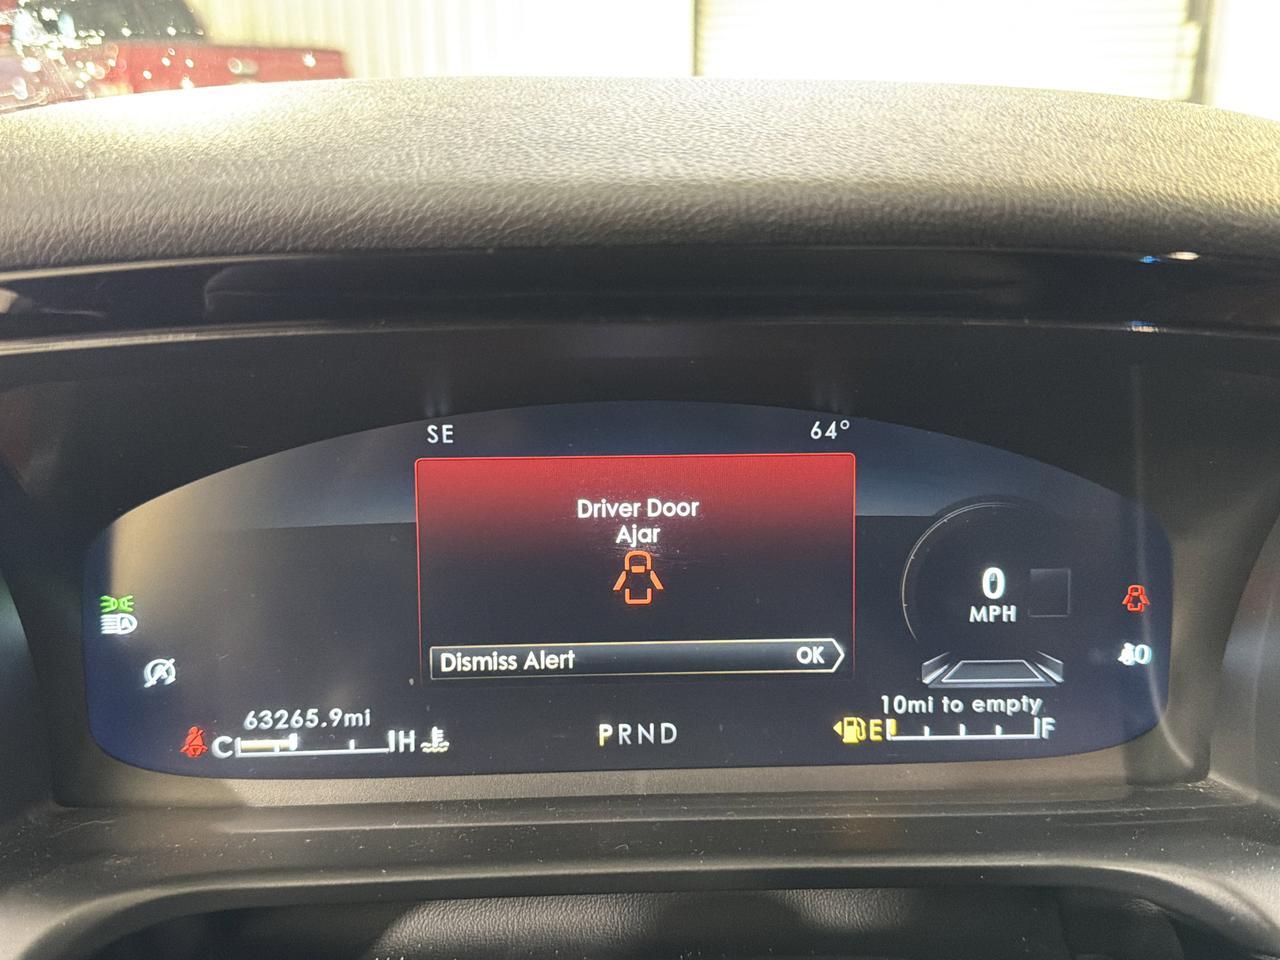 SE 64°
Driver Door
Ajar
Dismiss Alert OK
0
MPH
63265.9mi
10mi to empty
C H
PRND
E F